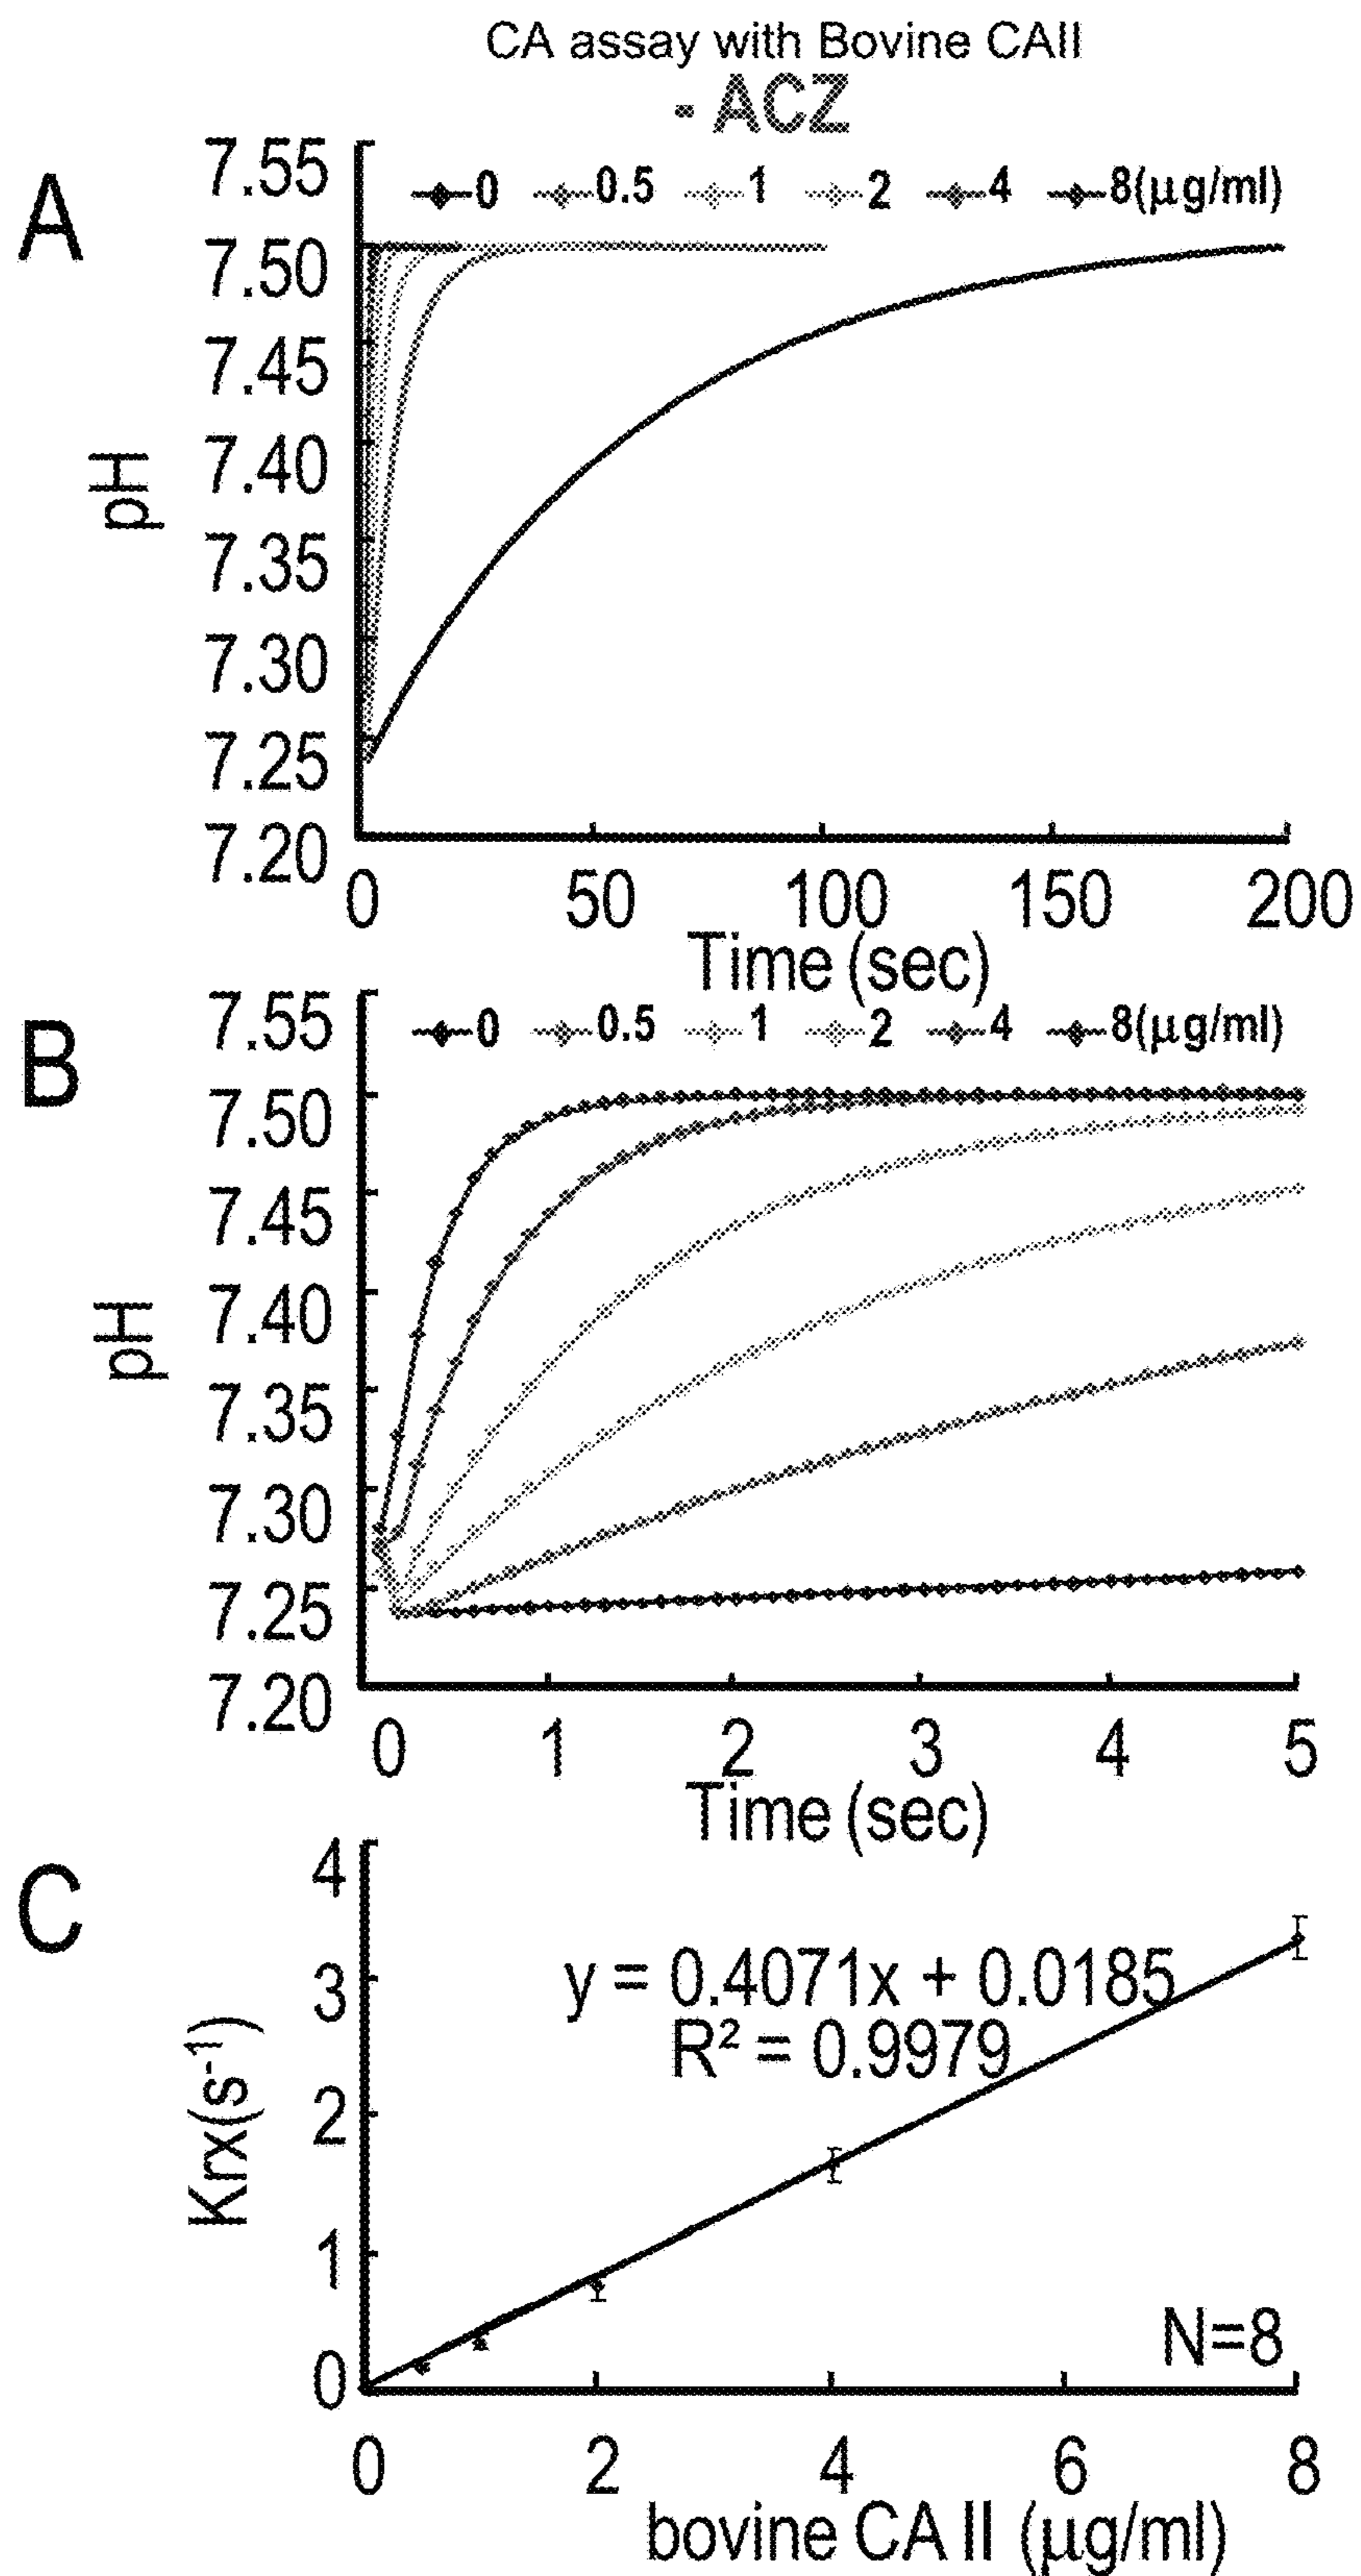 CA assay with Bovine CAII
- ACZ
A
7.55
0 0.5 1 2 4 8(µg/ml)
7.50
7.45
7.40
pH
7.35
7.30
7.25
7.20
0 50 100 150 200
Time (sec)
B
7.55
0 0.5 1 2 4 8(µg/ml)
7.50
7.45
7.40
pH
7.35
7.30
7.25
7.20
0 1 2 3 4 5
Time (sec)
C
4
y = 0.4071x + 0.0185
3
R² = 0.9979
Krx(s⁻¹)
2
1
N=8
0
0 2 4 6 8
bovine CA II (µg/ml)